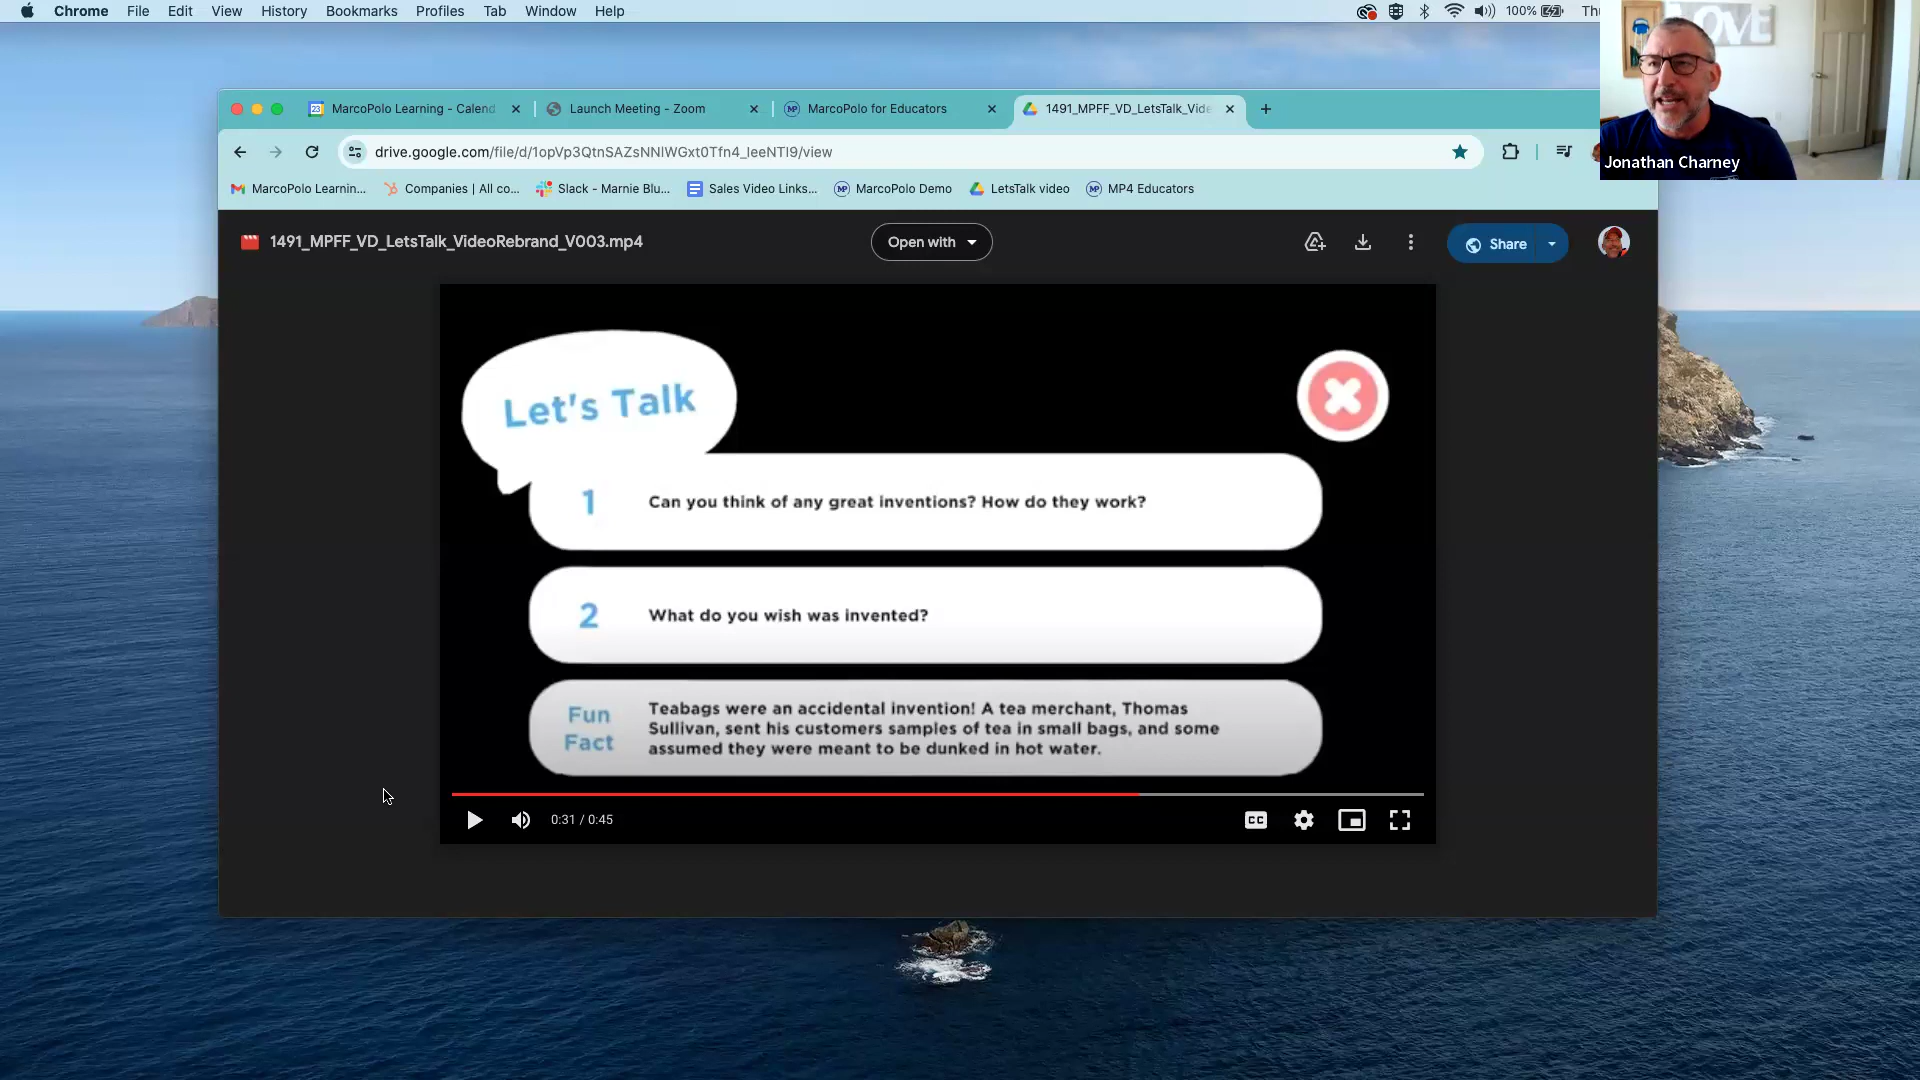 Chrome File Edit View History Bookmarks Profiles Tab Window Help
100%
MarcoPolo Learning - Calend
Launch Meeting - Zoom
MarcoPolo for Educators
1491_MPFF_VD_LetsTalk_Vide
LOVE
drive.google.com/file/d/1opVp3QtnSAZsNNlWGxt0Tfn4_leeNTI9/view
Jonathan Charney
MarcoPolo Learnin... Companies | All co... Slack - Marnie Blu... Sales Video Links... MarcoPolo Demo LetsTalk video MP4 Educators
1491_MPFF_VD_LetsTalk_VideoRebrand_V003.mp4
Open with
Share
Let's Talk
1 Can you think of any great inventions? How do they work?
2 What do you wish was invented?
Fun Fact
Teabags were an accidental invention! A tea merchant, Thomas
Sullivan, sent his customers samples of tea in small bags, and some
assumed they were meant to be dunked in hot water.
0:31 / 0:45
CC